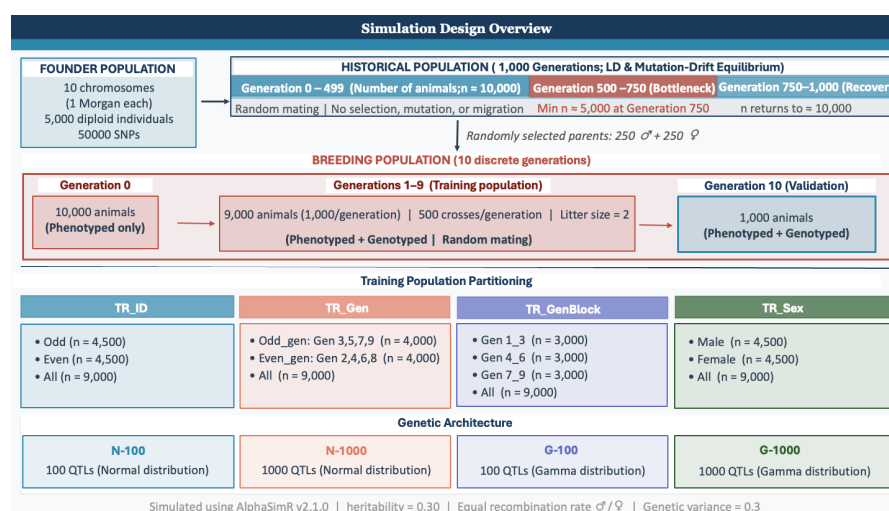 Simulation Design Overview
FOUNDER POPULATION
10 chromosomes
(1 Morgan each)
5,000 diploid individuals
50000 SNPs
HISTORICAL POPULATION ( 1,000 Generations; LD & Mutation-Drift Equilibrium)
Generation 0 – 499 (Number of animals;n ≈ 10,000)
Generation 500 –750 (Bottleneck)
Generation 750–1,000 (Recover
Random mating | No selection, mutation, or migration
Min n ≈ 5,000 at Generation 750
n returns to ≈ 10,000
Randomly selected parents: 250 ♂ + 250 ♀
BREEDING POPULATION (10 discrete generations)
Generation 0
Generations 1–9 (Training population)
Generation 10 (Validation)
10,000 animals
(Phenotyped only)
9,000 animals (1,000/generation) | 500 crosses/generation | Litter size = 2
(Phenotyped + Genotyped | Random mating)
1,000 animals
(Phenotyped + Genotyped)
Training Population Partitioning
TR_ID
• Odd (n = 4,500)
• Even (n = 4,500)
• All (n = 9,000)
TR_Gen
• Odd_gen: Gen 3,5,7,9 (n = 4,000)
• Even_gen: Gen 2,4,6,8 (n = 4,000)
• All (n = 9,000)
TR_GenBlock
• Gen 1_3 (n = 3,000)
• Gen 4_6 (n = 3,000)
• Gen 7_9 (n = 3,000)
• All (n = 9,000)
TR_Sex
• Male (n = 4,500)
• Female (n = 4,500)
• All (n = 9,000)
Genetic Architecture
N-100
100 QTLs (Normal distribution)
N-1000
1000 QTLs (Normal distribution)
G-100
100 QTLs (Gamma distribution)
G-1000
1000 QTLs (Gamma distribution)
Simulated using AlphaSimR v2.1.0 | heritability = 0.30 | Equal recombination rate ♂/♀ | Genetic variance = 0.3